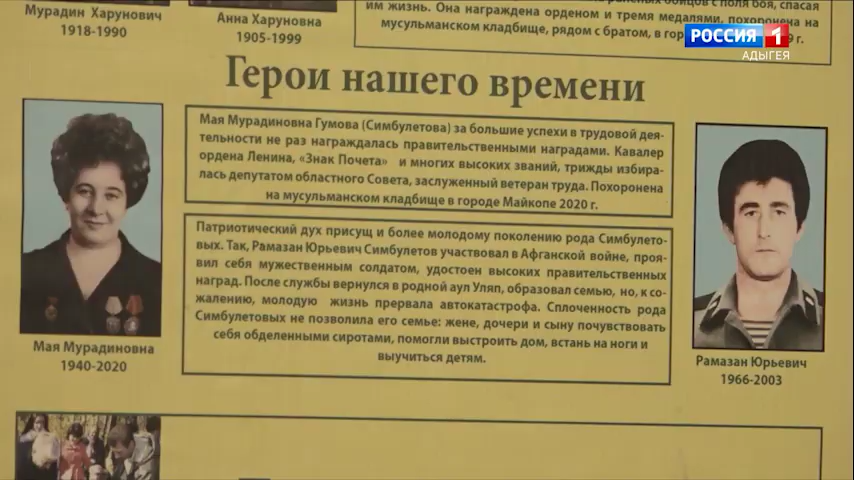 Мурадин Харунович
1918-1990
Анна Харуновна
1905-1999
раненых бойцов с поля боя, спасая
им жизнь. Она награждена орденом и тремя медалями, похоронена на
мусульманском кладбище, рядом с братом, в
РОССИЯ 1
АДЫГЕЯ
Герои нашего времени
Мая Мурадиновна Гумова (Симбулетова) за большие успехи в трудовой дея-
тельности не раз награждалась правительственными наградами. Кавалер
ордена Ленина, «Знак Почета» и многих высоких званий, трижды избира-
лась депутатом областного Совета, заслуженный ветеран труда. Похоронена
на мусульманском кладбище в городе Майкопе 2020 г.
Патриотический дух присущ и более молодому поколению рода Симбулето-
вых. Так, Рамазан Юрьевич Симбулетов участвовал в Афганской война, проя-
вил себя мужественным солдатом, удостоен высоких правительственных
наград. После службы вернулся в родной аул Уляп, образовал семью, но, к со-
жалению, молодую жизнь прервала автокатастрофа. Сплоченность рода
Симбулетовых не позволила его семье: жене, дочери и сыну почувствовать
себя обделенными сиротами, помогли выстроить дом, встань на ноги и
выучиться детям.
Мая Мурадиновна
1940-2020
Рамазан Юрьевич
1966-2003